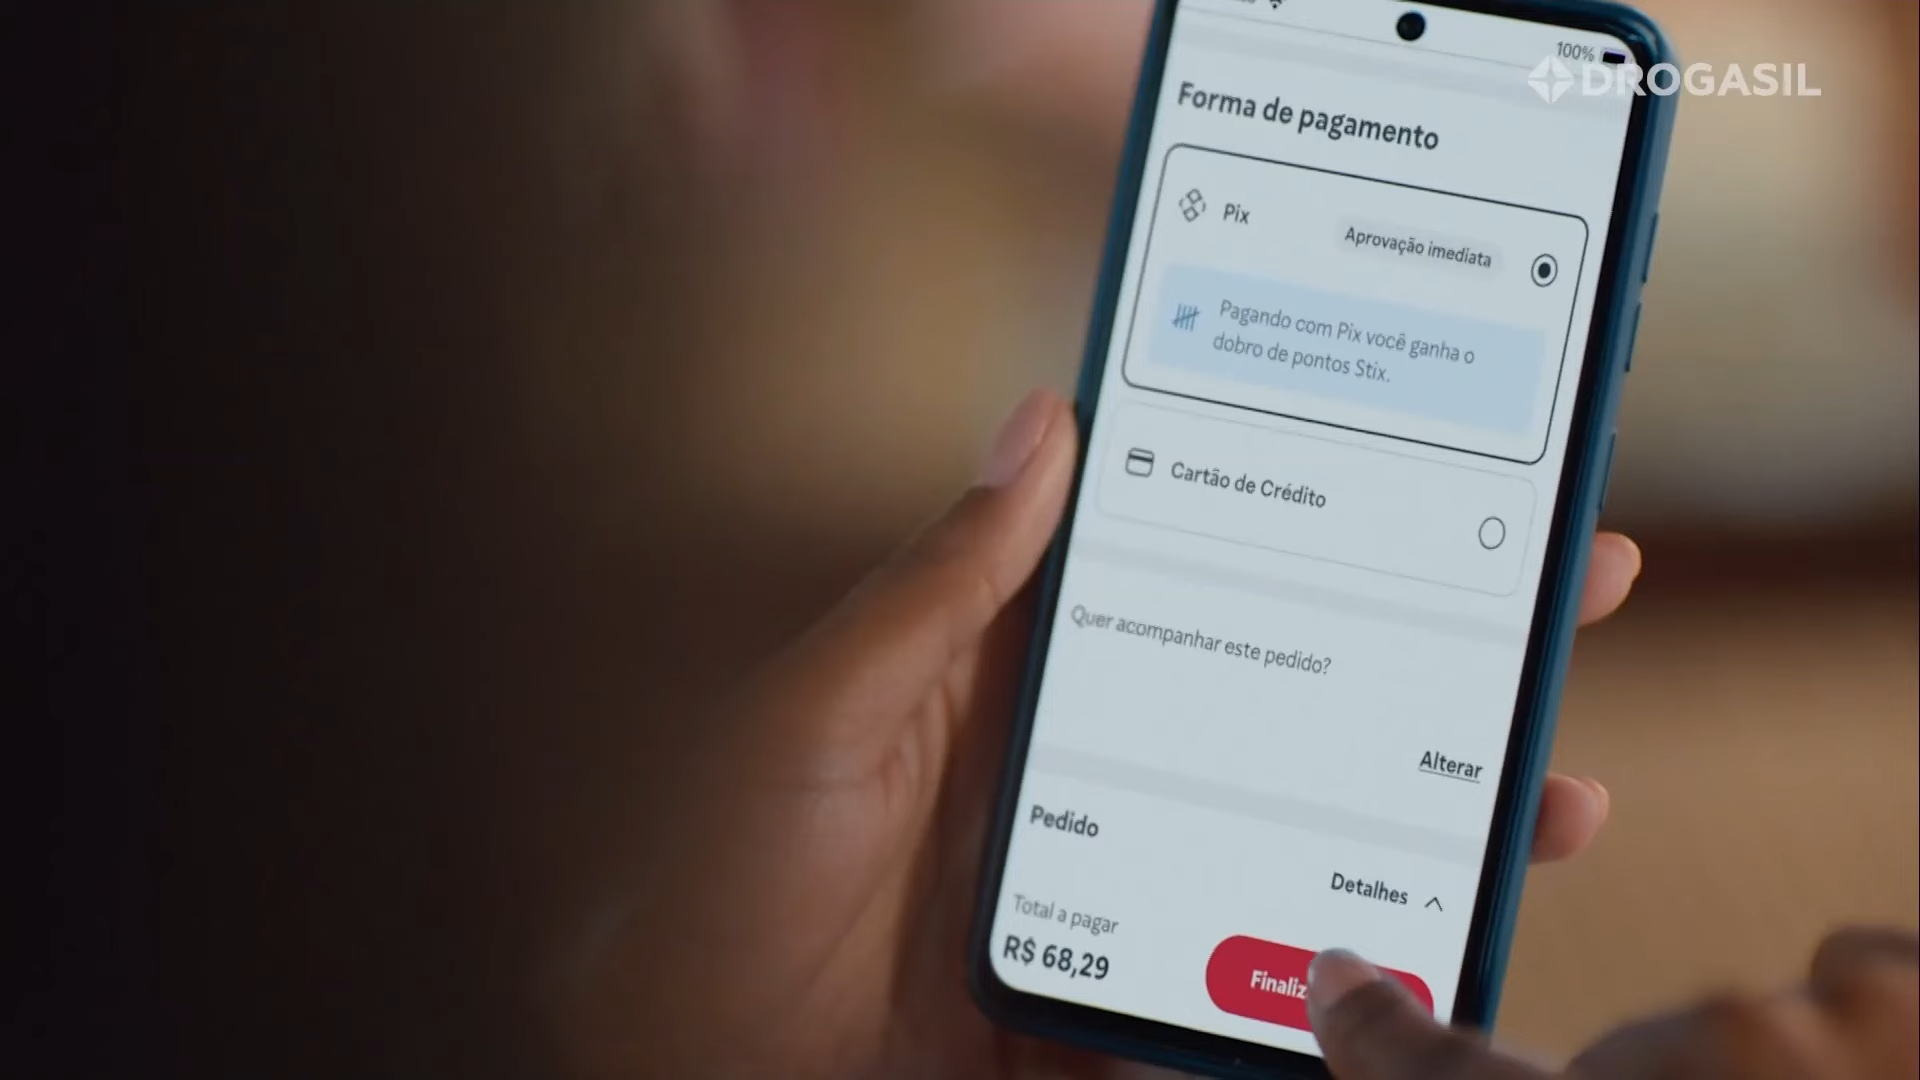 100%
DROGASIL
Forma de pagamento
Pix
Aprovação imediata
Pagando com Pix você ganha o
dobro de pontos Stix.
Cartão de Crédito
Quer acompanhar este pedido?
Alterar
Pedido
Detalhes
Total a pagar
R$ 68,29